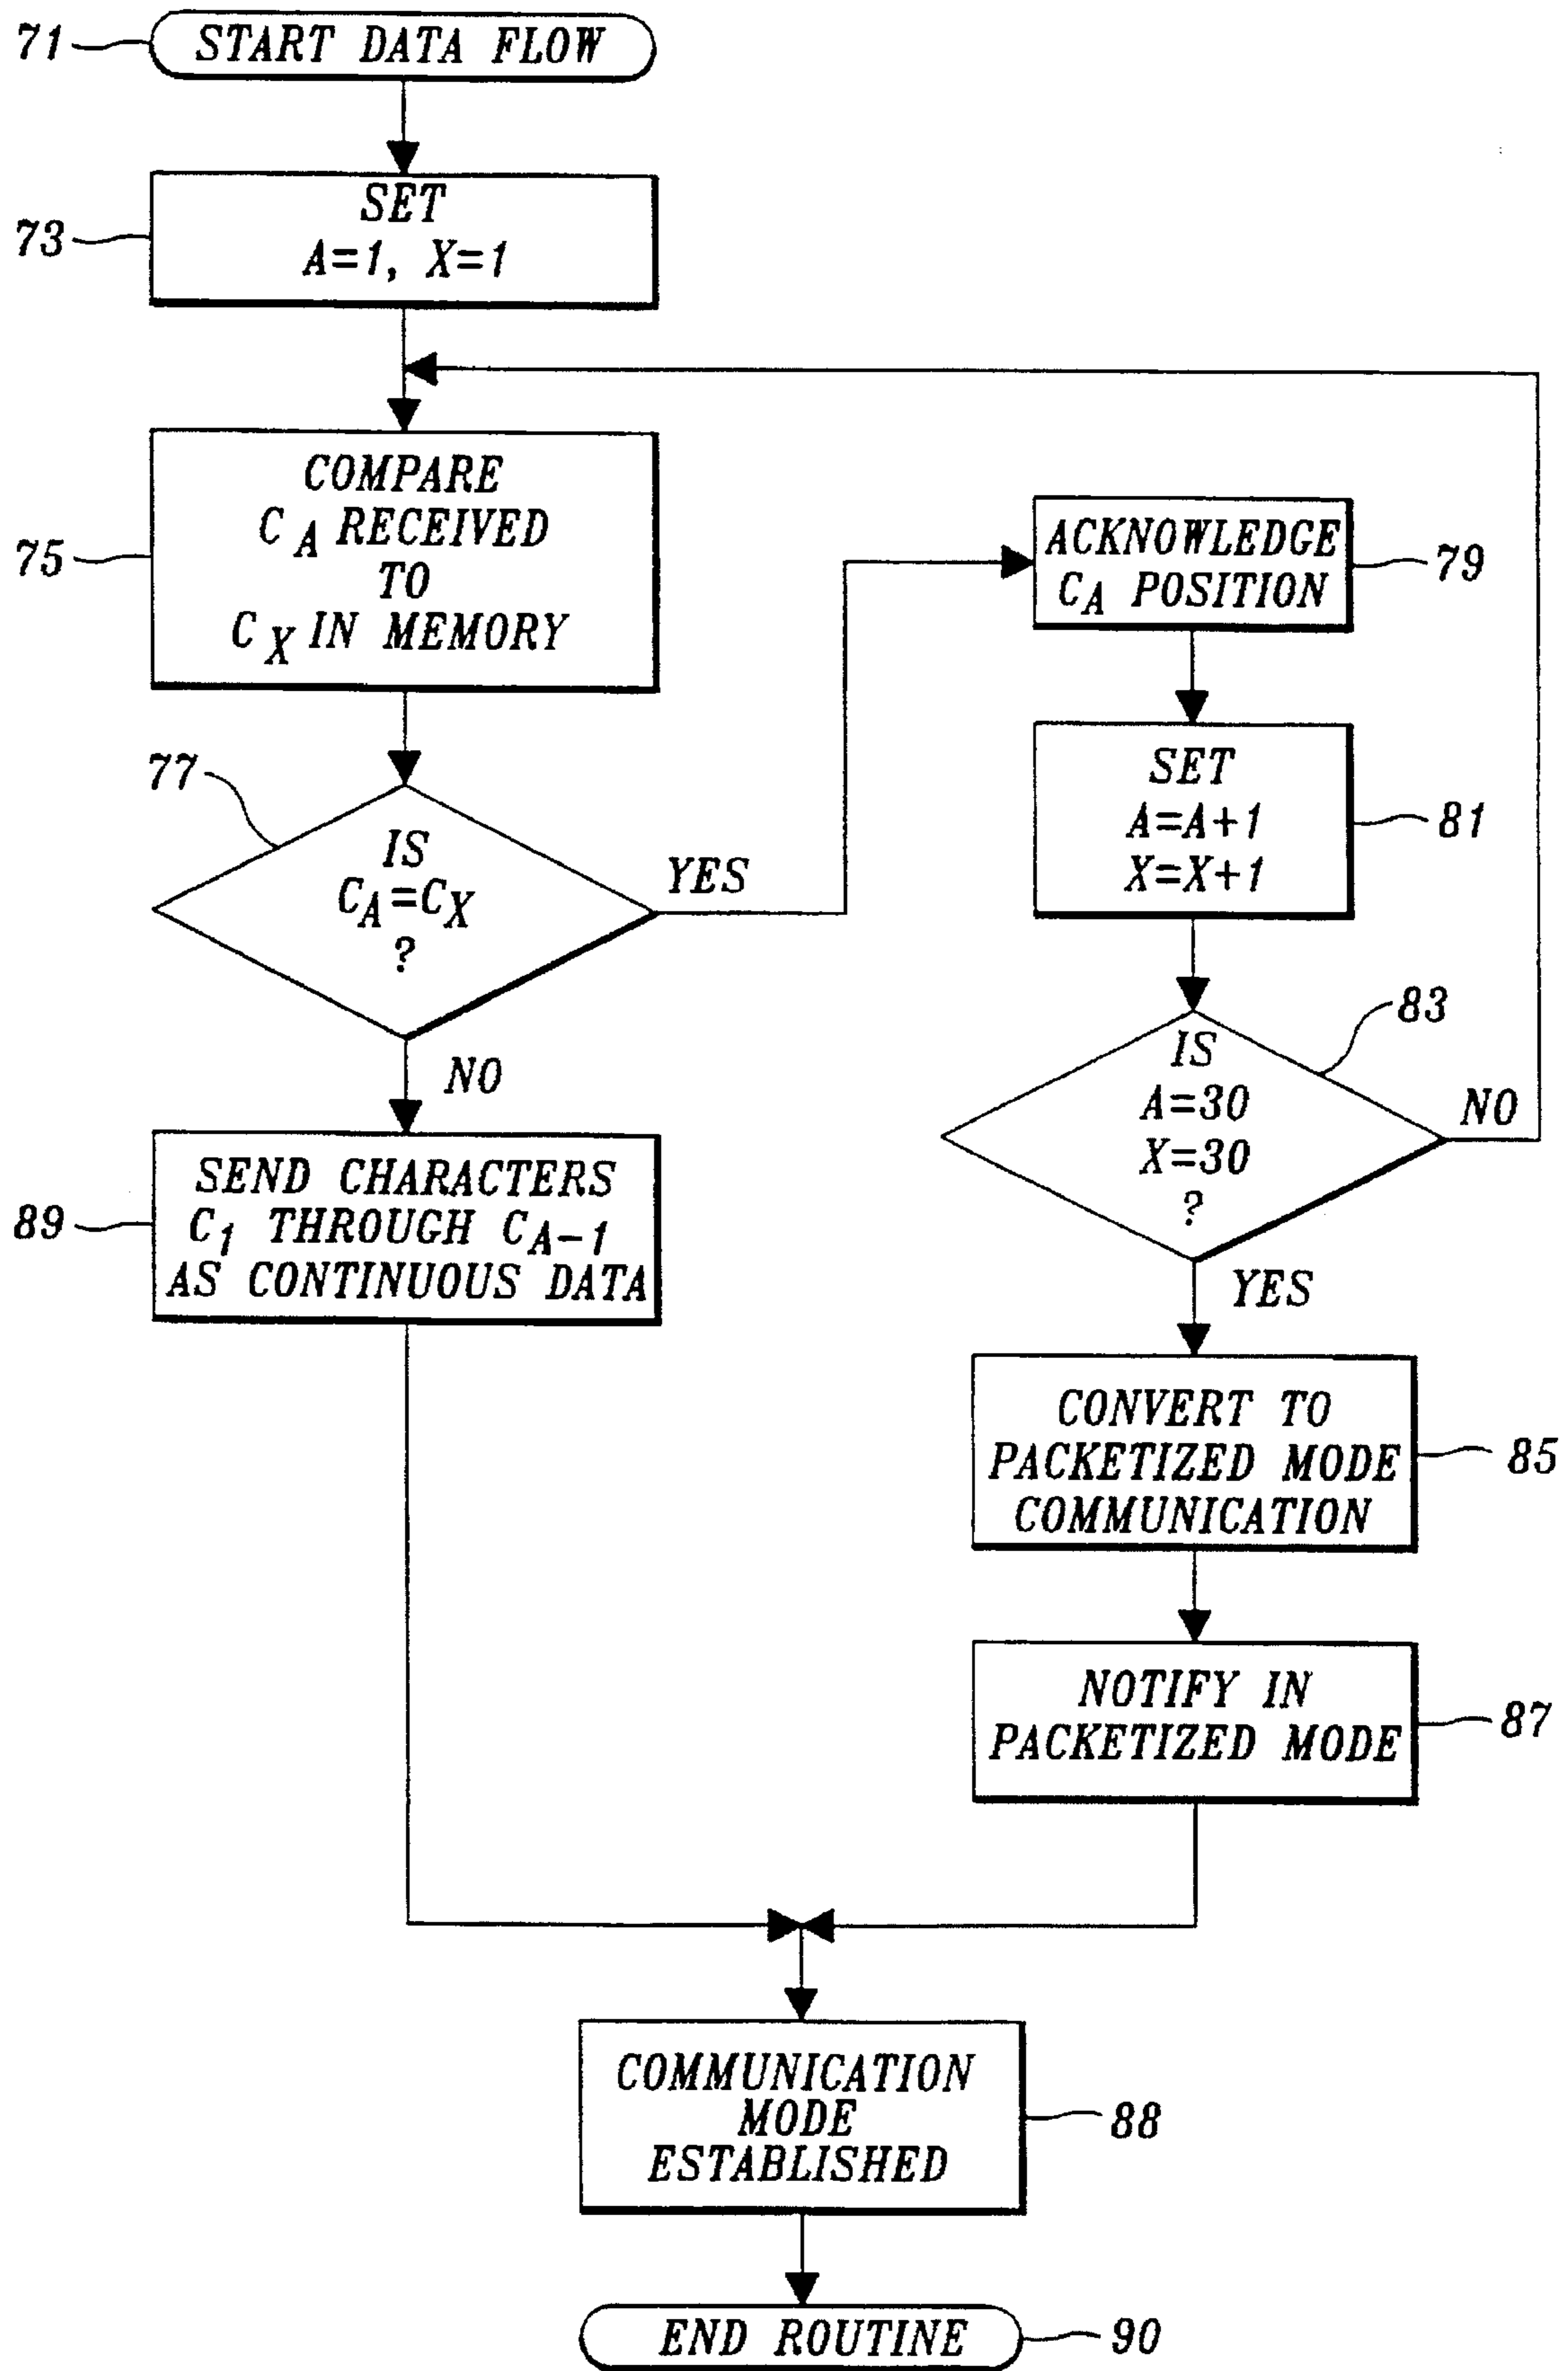 71
START DATA FLOW
73
SET
A=1, X=1
75
COMPARE
C A RECEIVED
TO
C X IN MEMORY
77
IS
CA=CX
?
YES
NO
ACKNOWLEDGE
CA POSITION
79
SET
A=A+1
X=X+1
81
83
IS
A=30
X=30
?
NO
YES
89
SEND CHARACTERS
C1 THROUGH CA-1
AS CONTINUOUS DATA
CONVERT TO
PACKETIZED MODE
COMMUNICATION
85
NOTIFY IN
PACKETIZED MODE
87
COMMUNICATION
MODE
ESTABLISHED
88
END ROUTINE
90